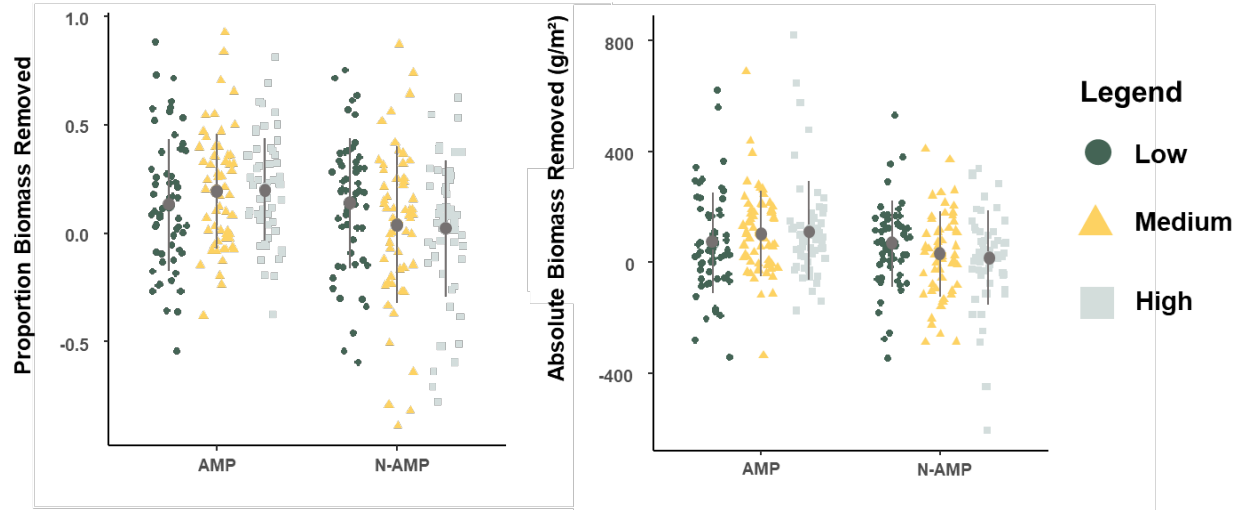 Proportion Biomass Removed
1.0
0.5
0.0
-0.5
AMP
N-AMP
Absolute Biomass Removed (g/m²)
800
400
0
-400
AMP
N-AMP
Legend
Low
Medium
High